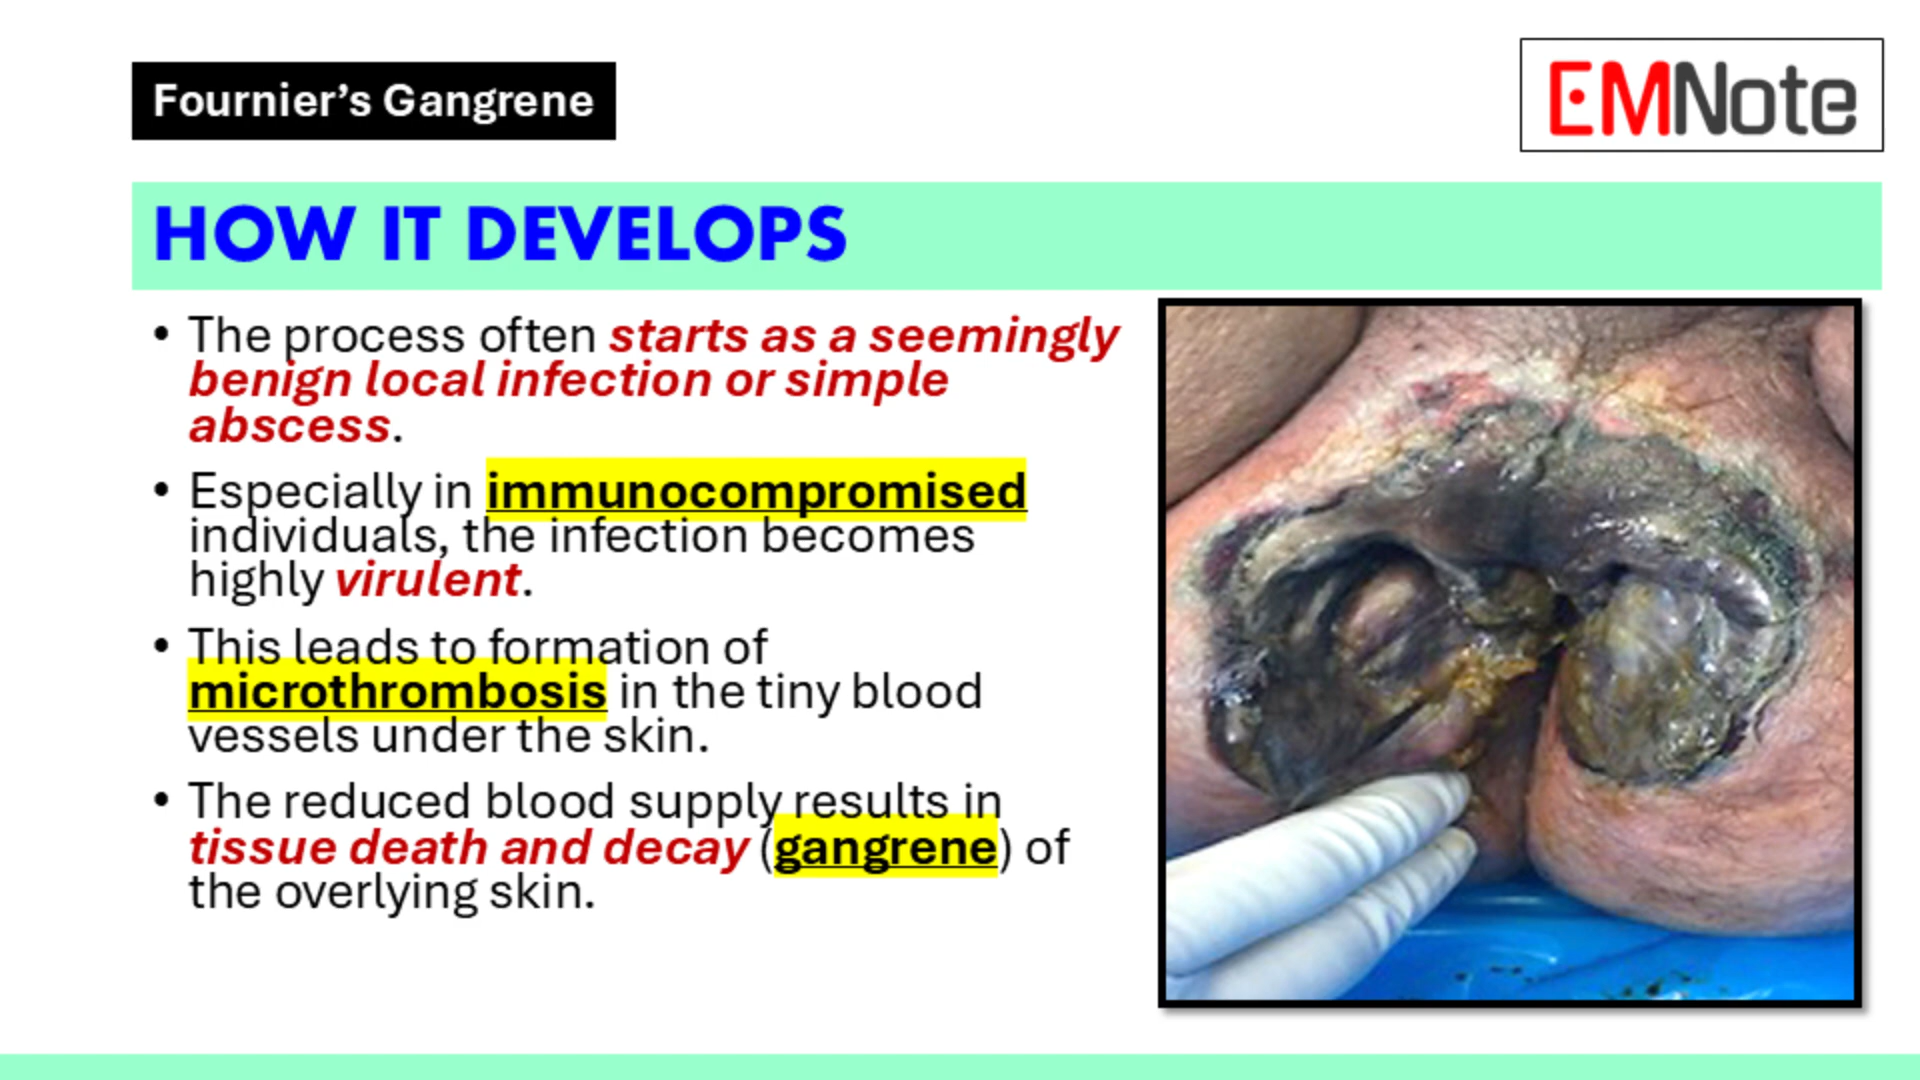 Fournier’s Gangrene
EMNote
HOW IT DEVELOPS
• The process often starts as a seemingly
benign local infection or simple
abscess.
• Especially in immunocompromised
individuals, the infection becomes
highly virulent.
• This leads to formation of
microthrombosis in the tiny blood
vessels under the skin.
• The reduced blood supply results in
tissue death and decay (gangrene) of
the overlying skin.